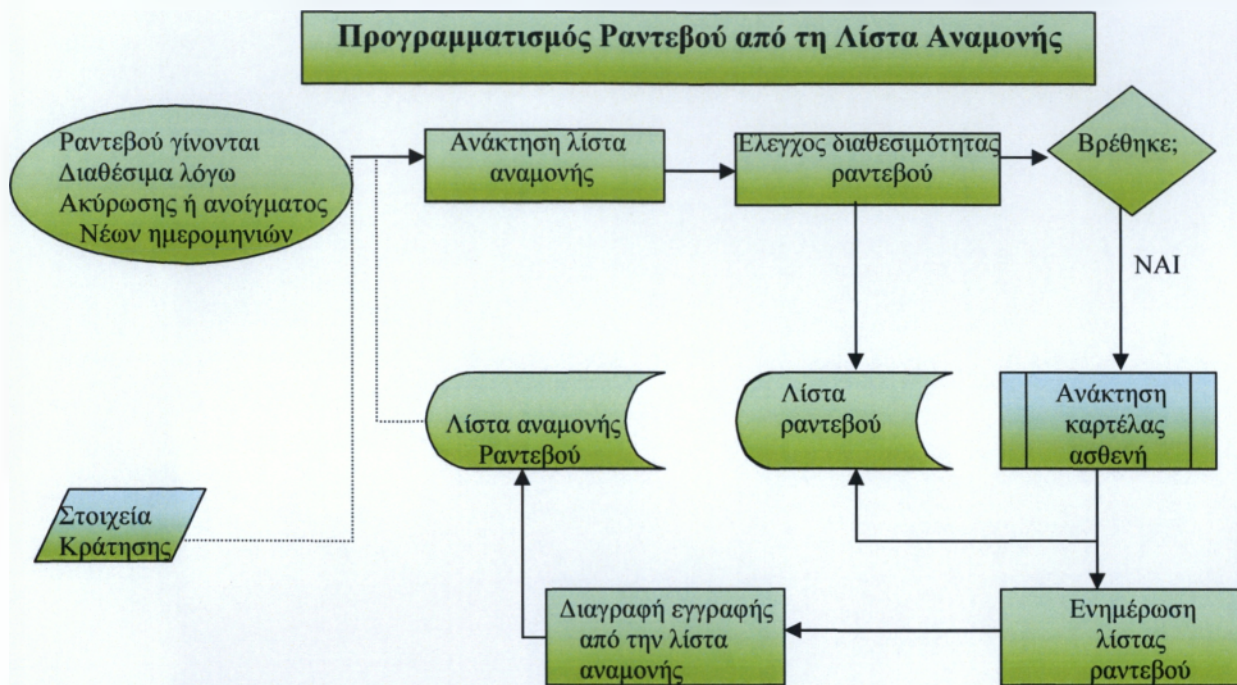 Προγραμματισμός Ραντεβού από τη Λίστα Αναμονής
Ραντεβού γίνονται
Διαθέσιμα λόγω
Ακύρωσης ή ανοίγματος
Νέων ημερομηνιών
Ανάκτηση λίστα
αναμονής
Έλεγχος διαθεσιμότητας
ραντεβού
Βρέθηκε;
ΝΑΙ
Λίστα αναμονής
Ραντεβού
Λίστα
ραντεβού
Ανάκτηση
καρτέλας
ασθενή
Στοιχεία
Κράτησης
Διαγραφή εγγραφής
από την λίστα
αναμονής
Ενημέρωση
λίστας
ραντεβού